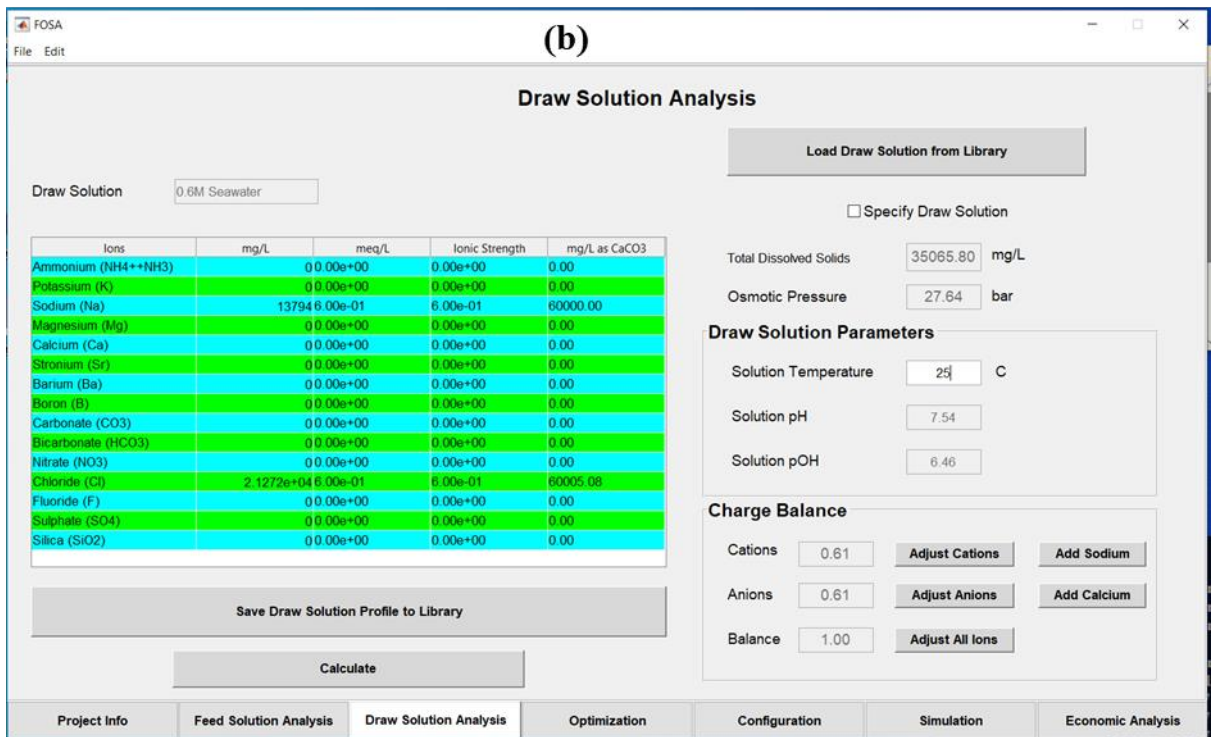 FOSA
File Edit
(b)
Draw Solution Analysis
Load Draw Solution from Library
Draw Solution 0.6M Seawater
Specify Draw Solution
Ions mg/L meq/L Ionic Strength mg/L as CaCO3
Ammonium (NH4++NH3) 0 0.00e+00 0.00e+00 0.00
Potassium (K) 0 0.00e+00 0.00e+00 0.00
Sodium (Na) 13794 6.00e-01 6.00e-01 60000.00
Magnesium (Mg) 0 0.00e+00 0.00e+00 0.00
Calcium (Ca) 0 0.00e+00 0.00e+00 0.00
Stronium (Sr) 0 0.00e+00 0.00e+00 0.00
Barium (Ba) 0 0.00e+00 0.00e+00 0.00
Boron (B) 0 0.00e+00 0.00e+00 0.00
Carbonate (CO3) 0 0.00e+00 0.00e+00 0.00
Bicarbonate (HCO3) 0 0.00e+00 0.00e+00 0.00
Nitrate (NO3) 0 0.00e+00 0.00e+00 0.00
Chloride (Cl) 2.1272e+04 6.00e-01 6.00e-01 60005.08
Fluoride (F) 0 0.00e+00 0.00e+00 0.00
Sulphate (SO4) 0 0.00e+00 0.00e+00 0.00
Silica (SiO2) 0 0.00e+00 0.00e+00 0.00
Total Dissolved Solids 35065.80 mg/L
Osmotic Pressure 27.64 bar
Draw Solution Parameters
Solution Temperature 25 C
Solution pH 7.54
Solution pOH 6.46
Charge Balance
Cations 0.61 Adjust Cations Add Sodium
Anions 0.61 Adjust Anions Add Calcium
Balance 1.00 Adjust All Ions
Save Draw Solution Profile to Library
Calculate
Project Info Feed Solution Analysis Draw Solution Analysis Optimization Configuration Simulation Economic Analysis